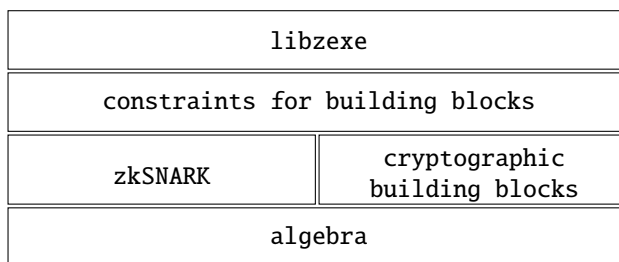 libzexe
constraints for building blocks
zkSNARK
cryptographic
building blocks
algebra